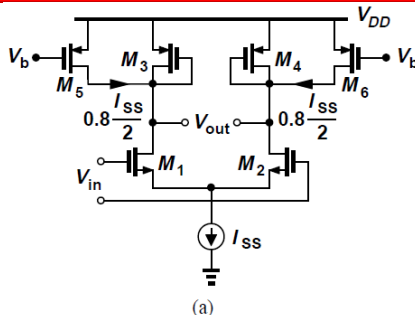 V_DD
V_b M_3 M_4 V_b
M_5 M_6
I_SS I_SS
0.8 V_out 0.8
2 2
M_1 M_2
V_in
I_SS
(a)